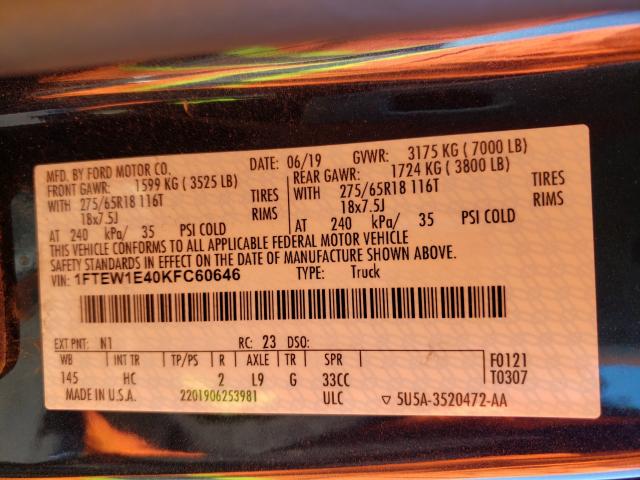 MFD. BY FORD MOTOR CO.
DATE: 06/19 GVWR: 3175 KG ( 7000 LB)
FRONT GAWR: 1599 KG ( 3525 LB)
REAR GAWR: 1724 KG ( 3800 LB)
WITH 275/65R18 116T TIRES
WITH 275/65R18 116T TIRES
18x7.5J RIMS
18x7.5J RIMS
AT 240 kPa/ 35 PSI COLD
AT 240 kPa/ 35 PSI COLD
THIS VEHICLE CONFORMS TO ALL APPLICABLE FEDERAL MOTOR VEHICLE
SAFETY STANDARDS IN EFFECT ON THE DATE OF MANUFACTURE SHOWN ABOVE.
VIN: 1FTEW1E40KFC60646 TYPE: Truck
EXT PNT: N1 RC: 23 DSO:
WB INT TR TP/PS R AXLE TR SPR F0121
145 HC 2 L9 G 33CC T0307
MADE IN U.S.A. 2201906253981 ULC ▽ 5U5A-3520472-AA